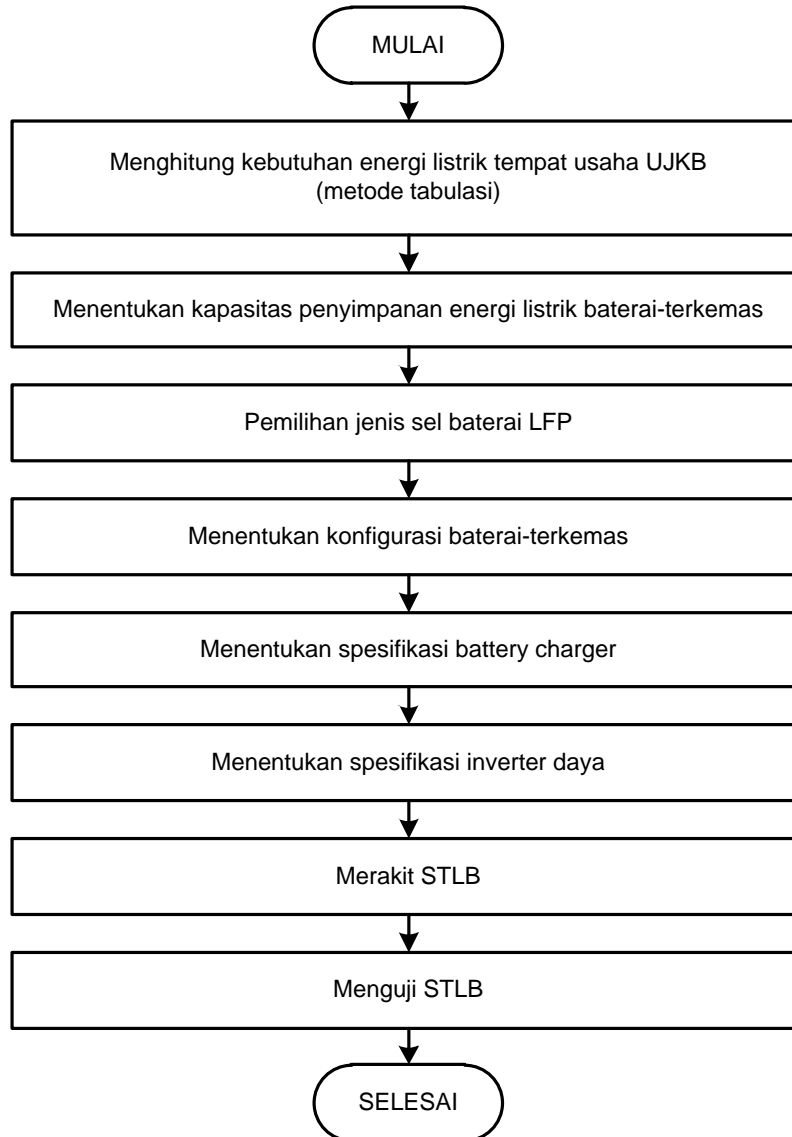 MULAI
Menghitung kebutuhan energi listrik tempat usaha UJKB
(metode tabulasi)
Menentukan kapasitas penyimpanan energi listrik baterai-terkemas
Pemilihan jenis sel baterai LFP
Menentukan konfigurasi baterai-terkemas
Menentukan spesifikasi battery charger
Menentukan spesifikasi inverter daya
Merakit STLB
Menguji STLB
SELESAI